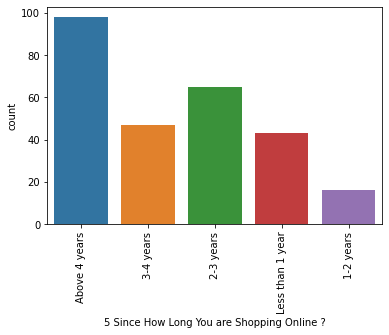 100
80
60
40
20
0
count
Above 4 years
3-4 years
2-3 years
Less than 1 year
1-2 years
5 Since How Long You are Shopping Online ?